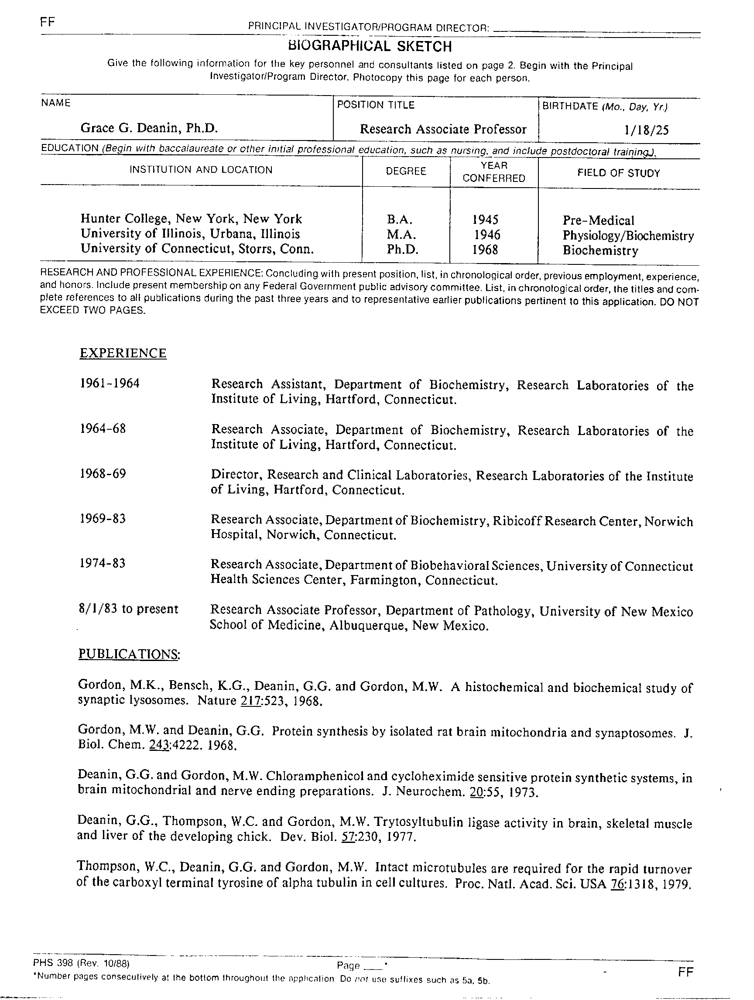 FF
PRINCIPAL INVESTIGATOR/PROGRAM DIRECTOR:
BIOGRAPHICAL SKETCH
Give the following information for the key personnel and consultants listed on page 2. Begin with the Principal
Investigator/Program Director. Photocopy this page for each person.
NAME POSITION TITLE BIRTHDATE (Mo., Day, Yr.)
Grace G. Deanin, Ph.D. Research Associate Professor 1/18/25
EDUCATION (Begin with baccalaureate or other initial professional education, such as nursing, and include postdoctoral training.)
INSTITUTION AND LOCATION DEGREE YEAR CONFERRED FIELD OF STUDY
Hunter College, New York, New York B.A. 1945 Pre-Medical
University of Illinois, Urbana, Illinois M.A. 1946 Physiology/Biochemistry
University of Connecticut, Storrs, Conn. Ph.D. 1968 Biochemistry
RESEARCH AND PROFESSIONAL EXPERIENCE: Concluding with present position, list, in chronological order, previous employment, experience,
and honors. Include present membership on any Federal Government public advisory committee. List, in chronological order, the titles and com-
plete references to all publications during the past three years and to representative earlier publications pertinent to this application. DO NOT
EXCEED TWO PAGES.
EXPERIENCE
1961-1964 Research Assistant, Department of Biochemistry, Research Laboratories of the
Institute of Living, Hartford, Connecticut.
1964-68 Research Associate, Department of Biochemistry, Research Laboratories of the
Institute of Living, Hartford, Connecticut.
1968-69 Director, Research and Clinical Laboratories, Research Laboratories of the Institute
of Living, Hartford, Connecticut.
1969-83 Research Associate, Department of Biochemistry, Ribicoff Research Center, Norwich
Hospital, Norwich, Connecticut.
1974-83 Research Associate, Department of Biobehavioral Sciences, University of Connecticut
Health Sciences Center, Farmington, Connecticut.
8/1/83 to present Research Associate Professor, Department of Pathology, University of New Mexico
School of Medicine, Albuquerque, New Mexico.
PUBLICATIONS:
Gordon, M.K., Bensch, K.G., Deanin, G.G. and Gordon, M.W. A histochemical and biochemical study of
synaptic lysosomes. Nature 217:523, 1968.
Gordon, M.W. and Deanin, G.G. Protein synthesis by isolated rat brain mitochondria and synaptosomes. J.
Biol. Chem. 243:4222. 1968.
Deanin, G.G. and Gordon, M.W. Chloramphenicol and cycloheximide sensitive protein synthetic systems, in
brain mitochondrial and nerve ending preparations. J. Neurochem. 20:55, 1973.
Deanin, G.G., Thompson, W.C. and Gordon, M.W. Trytosyltubulin ligase activity in brain, skeletal muscle
and liver of the developing chick. Dev. Biol. 57:230, 1977.
Thompson, W.C., Deanin, G.G. and Gordon, M.W. Intact microtubules are required for the rapid turnover
of the carboxyl terminal tyrosine of alpha tubulin in cell cultures. Proc. Natl. Acad. Sci. USA 76:1318, 1979.
PHS 398 (Rev. 10/88) Page ___*
*Number pages consecutively at the bottom throughout the application. Do not use suffixes such as 5a, 5b.
FF